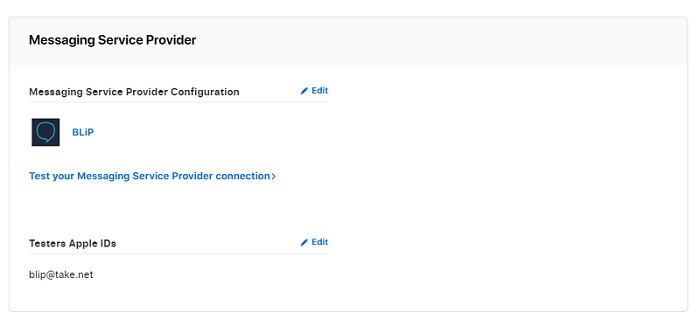 Messaging Service Provider
Messaging Service Provider Configuration Edit
BLiP
Test your Messaging Service Provider connection>
Testers Apple IDs Edit
blip@take.net